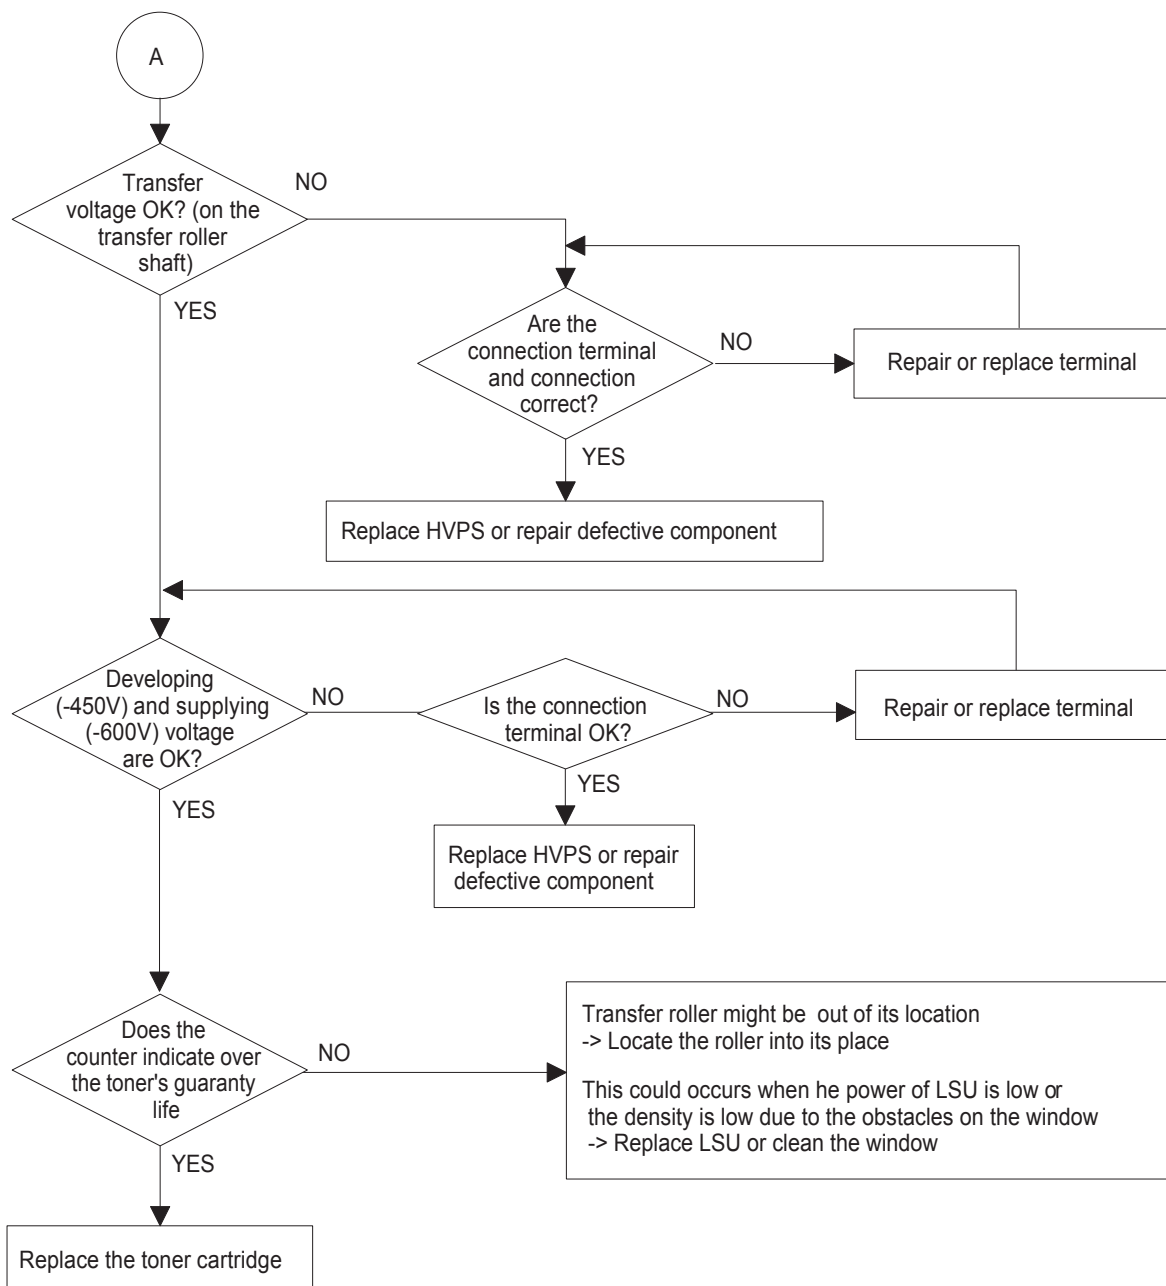 A
Transfer
voltage OK? (on the
transfer roller
shaft)
NO
YES
Are the
connection terminal
and connection
correct?
NO
Repair or replace terminal
YES
Replace HVPS or repair defective component
Developing
(-450V) and supplying
(-600V) voltage
are OK?
NO
Is the connection
terminal OK?
NO
Repair or replace terminal
YES
YES
Replace HVPS or repair
defective component
Does the
counter indicate over
the toner's guaranty
life
NO
Transfer roller might be out of its location
-> Locate the roller into its place
This could occurs when he power of LSU is low or
the density is low due to the obstacles on the window
-> Replace LSU or clean the window
YES
Replace the toner cartridge